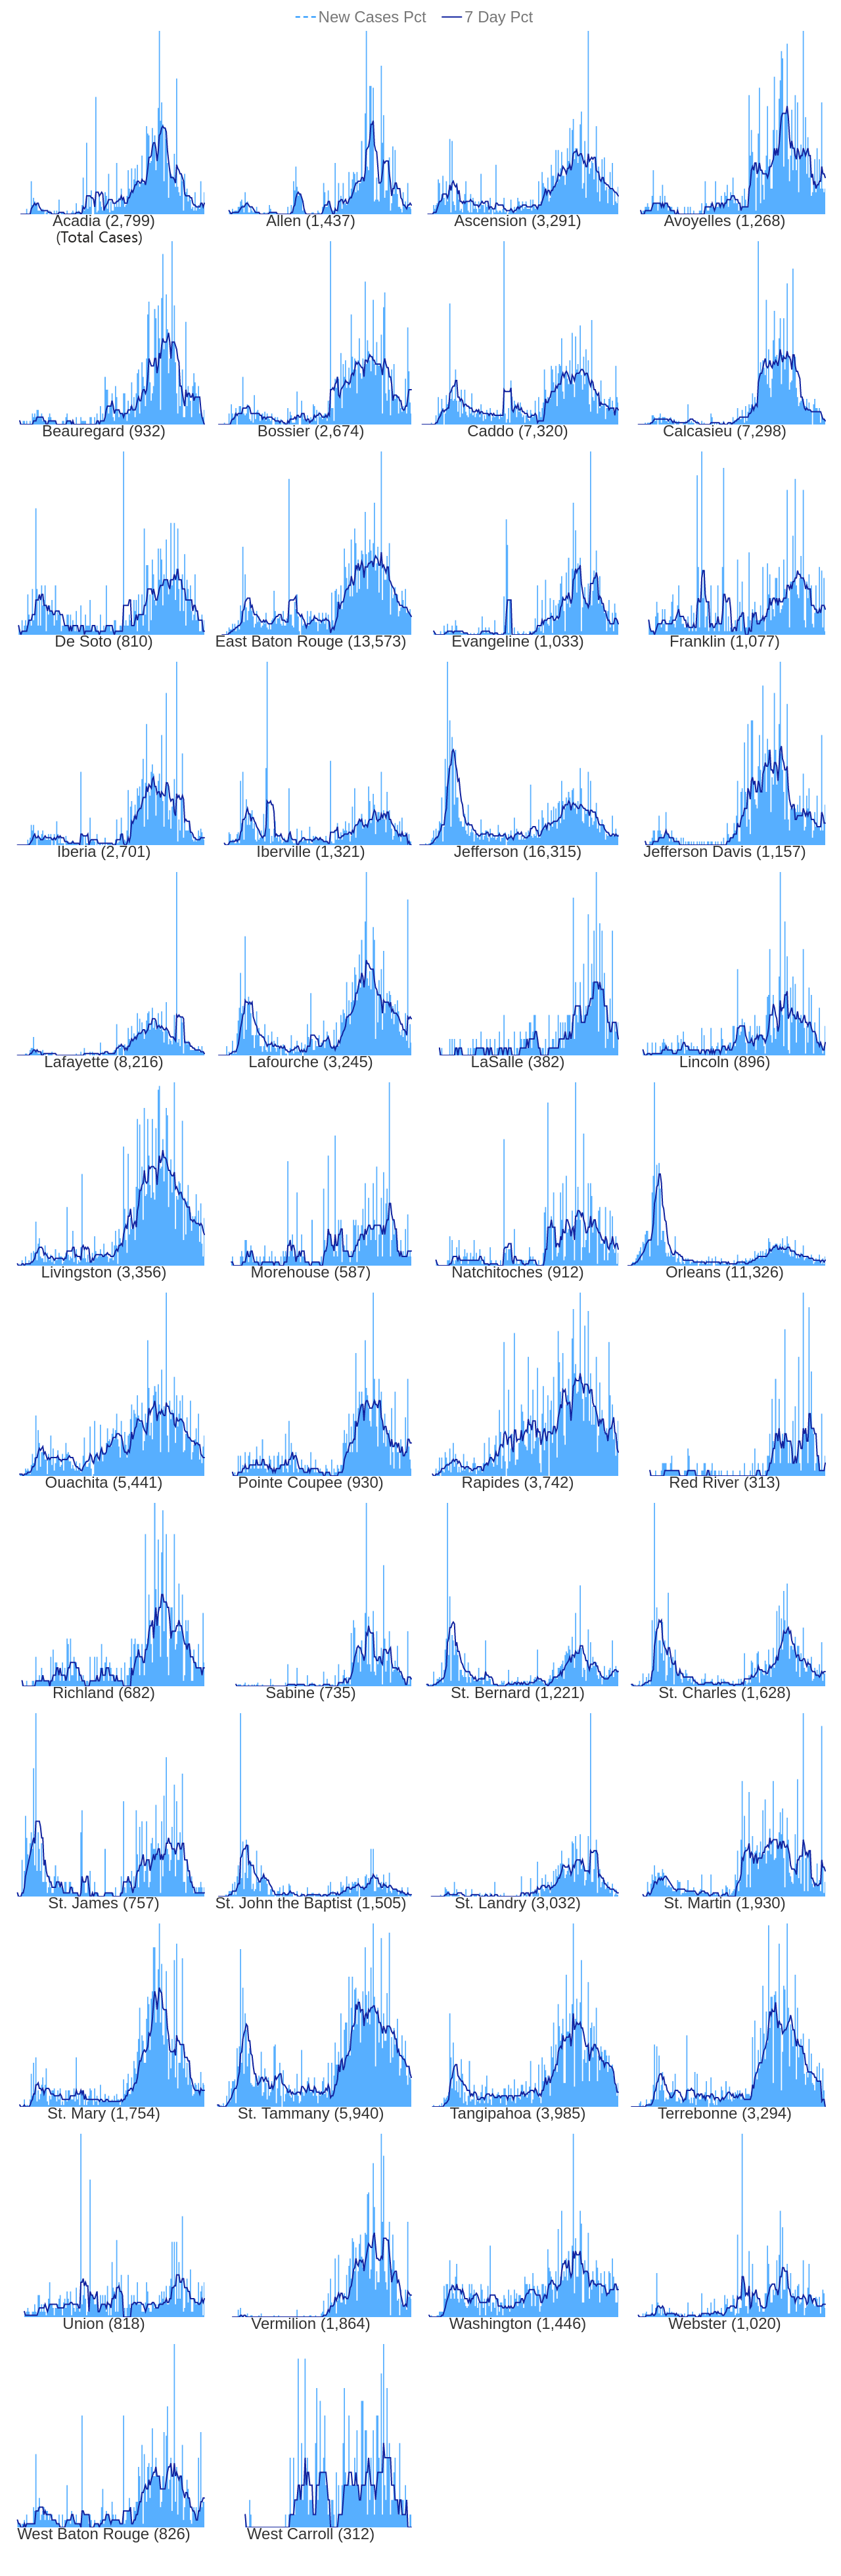 New Cases Pct 7 Day Pct
Acadia (2,799) Allen (1,437) Ascension (3,291) Avoyelles (1,268)
(Total Cases)
Beauregard (932) Bossier (2,674) Caddo (7,320) Calcasieu (7,298)
De Soto (810) East Baton Rouge (13,573) Evangeline (1,033) Franklin (1,077)
Iberia (2,701) Iberville (1,321) Jefferson (16,315) Jefferson Davis (1,157)
Lafayette (8,216) Lafourche (3,245) LaSalle (382) Lincoln (896)
Livingston (3,356) Morehouse (587) Natchitoches (912) Orleans (11,326)
Ouachita (5,441) Pointe Coupee (930) Rapides (3,742) Red River (313)
Richland (682) Sabine (735) St. Bernard (1,221) St. Charles (1,628)
St. James (757) St. John the Baptist (1,505) St. Landry (3,032) St. Martin (1,930)
St. Mary (1,754) St. Tammany (5,940) Tangipahoa (3,985) Terrebonne (3,294)
Union (818) Vermilion (1,864) Washington (1,446) Webster (1,020)
West Baton Rouge (826) West Carroll (312)